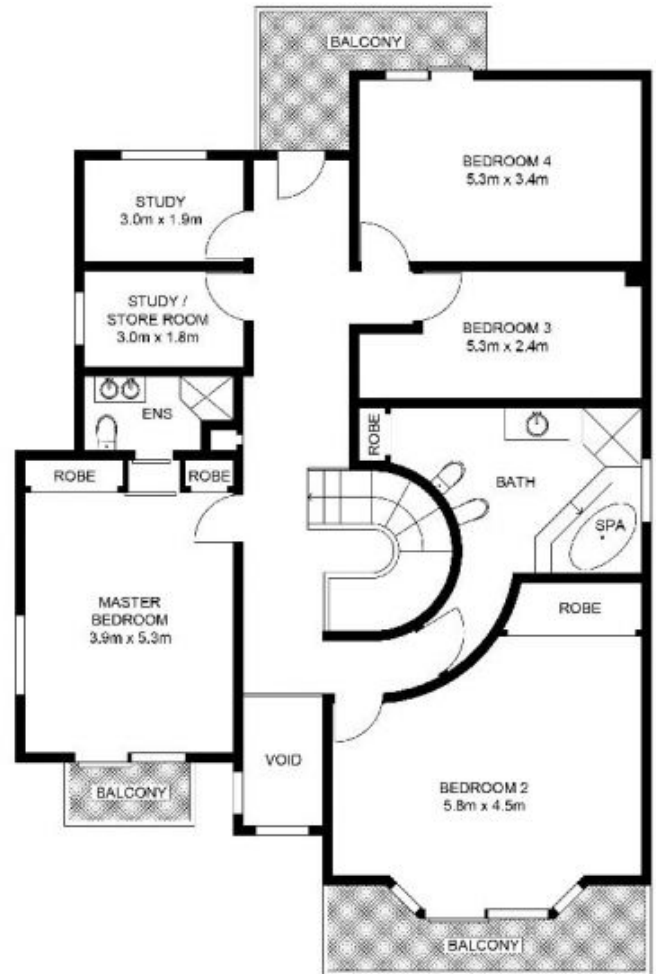 BALCONY
BEDROOM 4
5.3m x 3.4m
STUDY
3.0m x 1.9m
STUDY /
STORE ROOM
3.0m x 1.8m
BEDROOM 3
5.3m x 2.4m
ENS
ROBE
ROBE
ROBE
BATH
SPA
MASTER
BEDROOM
3.9m x 5.3m
ROBE
VOID
BALCONY
BEDROOM 2
5.8m x 4.5m
BALCONY